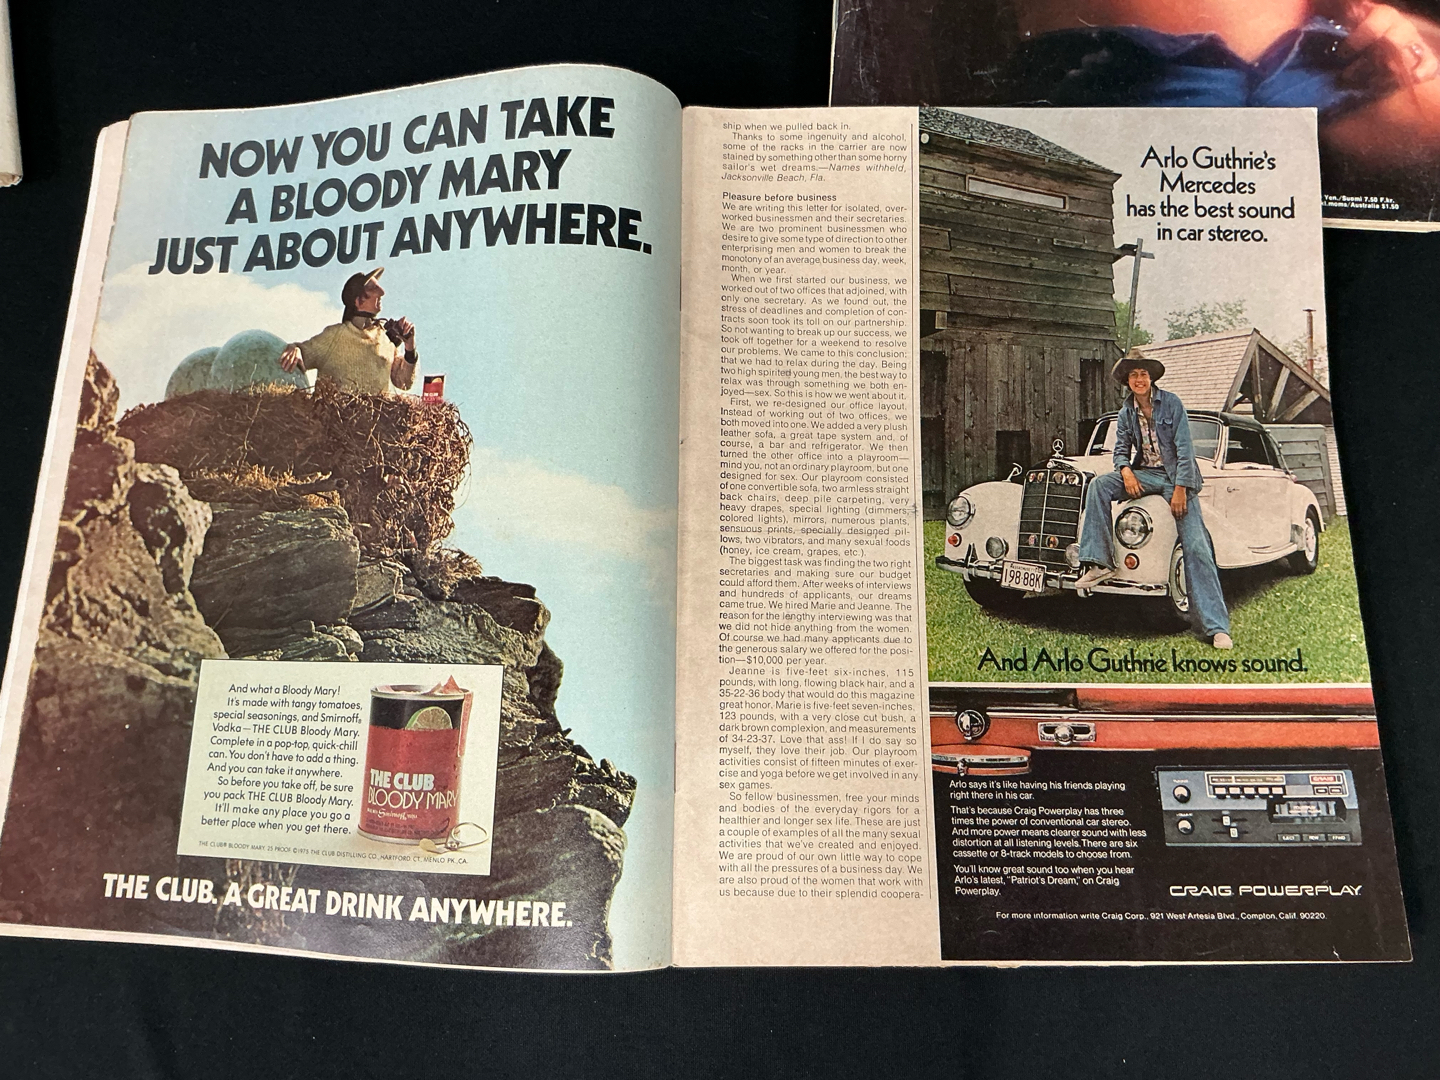 NOW YOU CAN TAKE
A BLOODY MARY
JUST ABOUT ANYWHERE.
And what a Bloody Mary!
It's made with tangy tomatoes,
special seasonings, and Smirnoff®
Vodka—THE CLUB Bloody Mary.
Complete in a pop-top, quick-chill
can. You don't have to add a thing.
And you can take it anywhere.
So before you take off, be sure
you pack THE CLUB Bloody Mary.
It'll make any place you go a
better place when you get there.
THE CLUB
BLOODY MARY
Smirnoff
THE CLUB® BLOODY MARY. 25 PROOF. ©1975 THE CLUB DISTILLING CO., HARTFORD, CT., MENLO PK., CA.
THE CLUB. A GREAT DRINK ANYWHERE.
ship when we pulled back in.
Thanks to some ingenuity and alcohol,
some of the racks in the carrier are now
stained by something other than some horny
sailor's wet dreams.—Names withheld,
Jacksonville Beach, Fla.
Pleasure before business
We are writing this letter for isolated, over-
worked businessmen and their secretaries.
We are two prominent businessmen who
desire to give some type of direction to other
enterprising men and women to break the
monotony of an average business day, week,
month, or year.
When we first started our business, we
worked out of two offices that adjoined, with
only one secretary. As we found out, the
stress of deadlines and completion of con-
tracts soon took its toll on our partnership.
So not wanting to break up our success, we
took off together for a weekend to resolve
our problems. We came to this conclusion:
that we had to relax during the day. Being
two high spirited young men, the best way to
relax was through something we both en-
joyed—sex. So this is how we went about it.
First, we re-designed our office layout.
Instead of working out of two offices, we
both moved into one. We added a very plush
leather sofa, a great tape system and, of
course, a bar and refrigerator. We then
turned the other office into a playroom—
mind you, not an ordinary playroom, but one
designed for sex. Our playroom consisted
of one convertible sofa, two armless straight
back chairs, deep pile carpeting, very
heavy drapes, special lighting (dimmers,
colored lights), mirrors, numerous plants,
sensuous prints, specially designed pil-
lows, two vibrators, and many sexual foods
(honey, ice cream, grapes, etc.).
The biggest task was finding the two right
secretaries and making sure our budget
could afford them. After weeks of interviews
and hundreds of applicants, our dreams
came true. We hired Marie and Jeanne. The
reason for the lengthy interviewing was that
we did not hide anything from the women.
Of course we had many applicants due to
the generous salary we offered for the posi-
tion—$10,000 per year.
Jeanne is five-feet six-inches, 115
pounds, with long, flowing black hair, and a
35-22-36 body that would do this magazine
great honor. Marie is five-feet seven-inches,
123 pounds, with a very close cut bush, a
dark brown complexion, and measurements
of 34-23-37. Love that ass! If I do say so
myself, they love their job. Our playroom
activities consist of fifteen minutes of exer-
cise and yoga before we get involved in any
sex games.
So fellow businessmen, free your minds
and bodies of the everyday rigors for a
healthier and longer sex life. These are just
a couple of examples of all the many sexual
activities that we've created and enjoyed.
We are proud of our own little way to cope
with all the pressures of a business day. We
are also proud of the women that work with
us because due to their splendid coopera-
Arlo Guthrie's
Mercedes
has the best sound
in car stereo.
198·88K
And Arlo Guthrie knows sound.
Arlo says it's like having his friends playing
right there in his car.
That's because Craig Powerplay has three
times the power of conventional car stereo.
And more power means clearer sound with less
distortion at all listening levels. There are six
cassette or 8-track models to choose from.
You'll know great sound too when you hear
Arlo's latest, "Patriot's Dream," on Craig
Powerplay.
CRAIG POWERPLAY
For more information write Craig Corp., 921 West Artesia Blvd., Compton, Calif. 90220.
Yen./Suomi 7.50 F.kr.
moms/Australia $1.50